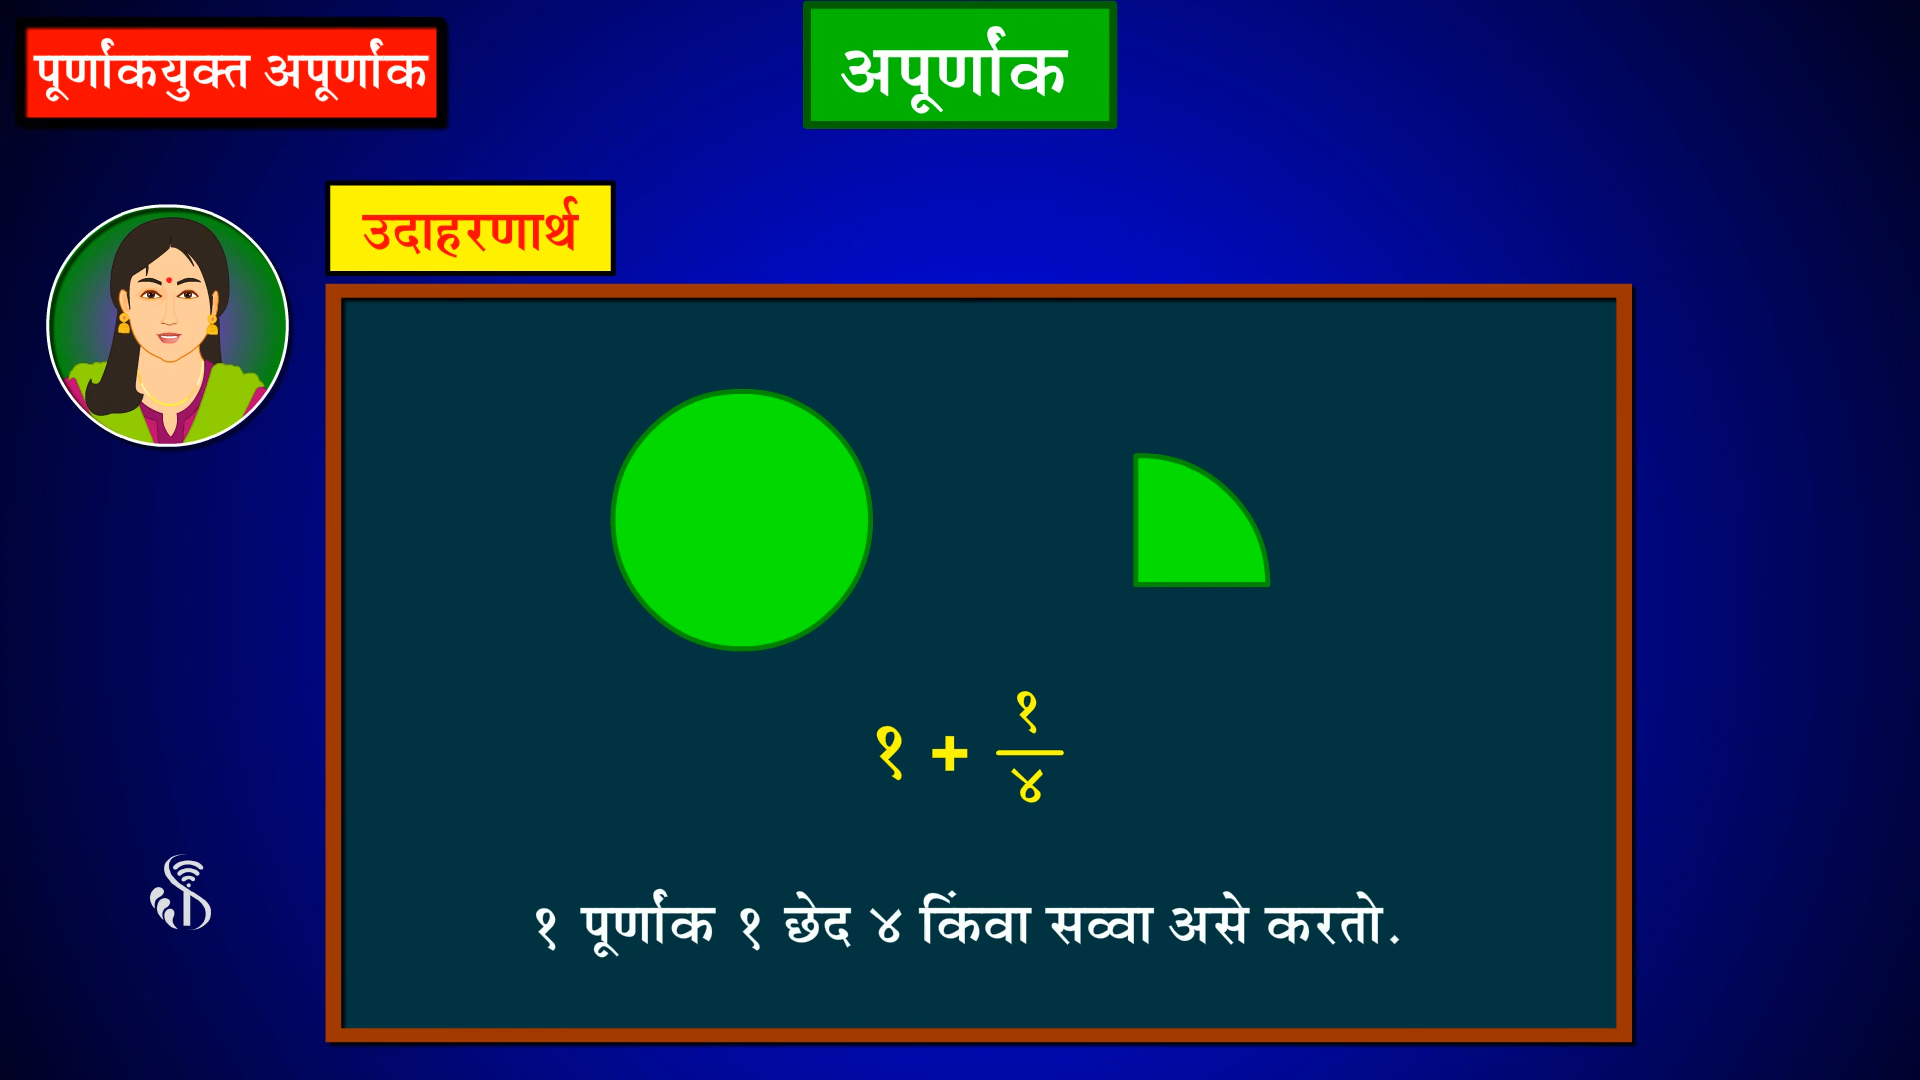 पूर्णांकयुक्त अपूर्णांक
अपूर्णांक
उदाहरणार्थ
१ + १/४
१ पूर्णांक १ छेद ४ किंवा सव्वा असे करतो.